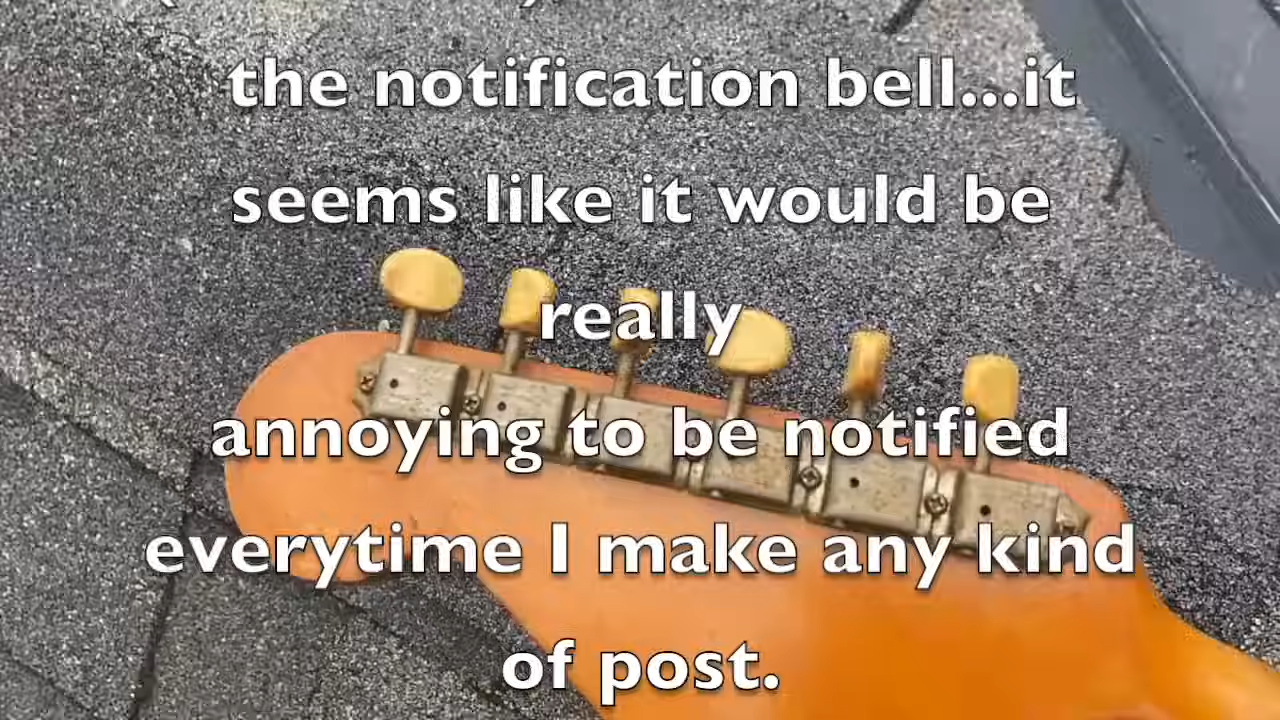 the notification bell...it
seems like it would be
really
annoying to be notified
everytime I make any kind
of post.